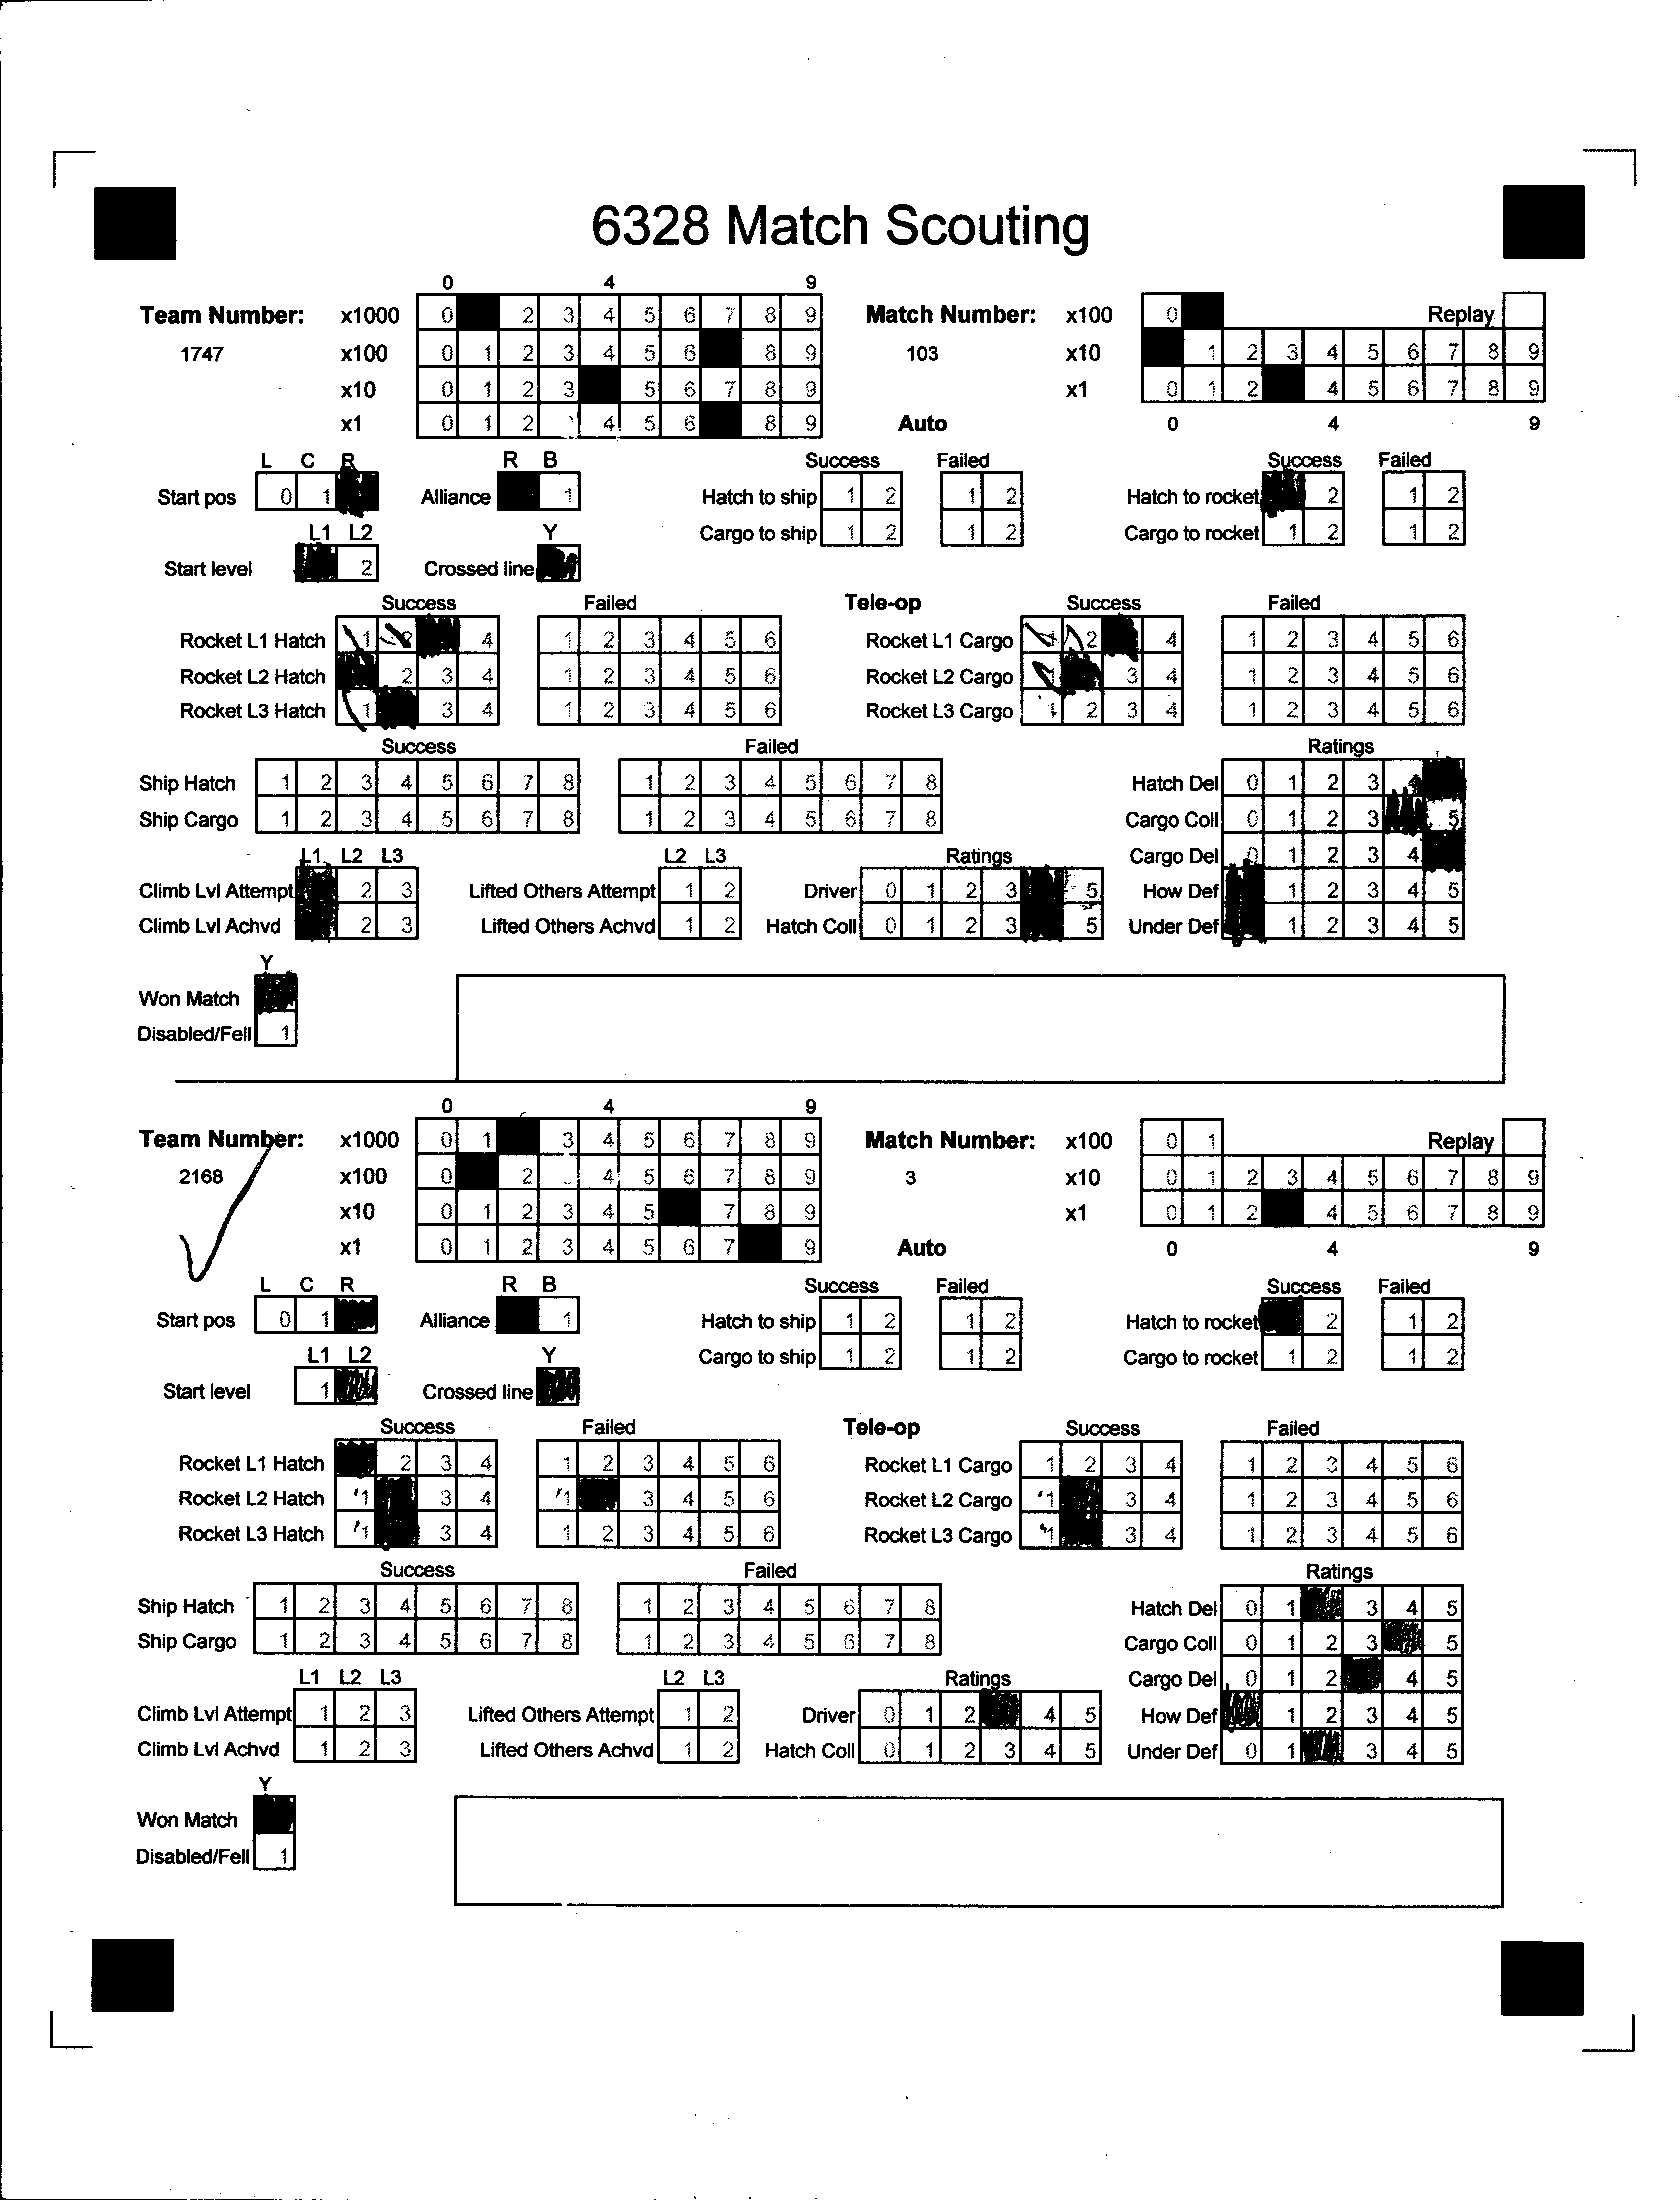 6328 Match Scouting
0 4 9
Team Number: x1000 0 2 3 4 5 6 7 8 9 Match Number: x100 0 Replay
1747 x100 0 1 2 3 4 5 6 8 9 103 x10 1 2 3 4 5 6 7 8 9
x10 0 1 2 3 5 6 7 8 9 x1 0 1 2 4 5 6 7 8 9
x1 0 1 2 4 5 6 8 9 Auto 0 4 9
L C R R B Success Failed Success Failed
Start pos 0 1 Alliance 1 Hatch to ship 1 2 1 2 Hatch to rocket 2 1 2
L1 L2 Y Cargo to ship 1 2 1 2 Cargo to rocket 1 2 1 2
Start level 2 Crossed line
Success Failed Tele-op Success Failed
Rocket L1 Hatch 1 2 4 1 2 3 4 5 6 Rocket L1 Cargo 1 2 4 1 2 3 4 5 6
Rocket L2 Hatch 2 3 4 1 2 3 4 5 6 Rocket L2 Cargo 1 3 4 1 2 3 4 5 6
Rocket L3 Hatch 1 3 4 1 2 3 4 5 6 Rocket L3 Cargo 1 2 3 4 1 2 3 4 5 6
Success Failed Ratings
Ship Hatch 1 2 3 4 5 6 7 8 1 2 3 4 5 6 7 8 Hatch Del 0 1 2 3 4
Ship Cargo 1 2 3 4 5 6 7 8 1 2 3 4 5 6 7 8 Cargo Coll 0 1 2 3 5
L1 L2 L3 L2 L3 Ratings Cargo Del 0 1 2 3 4
Climb Lvl Attempt 2 3 Lifted Others Attempt 1 2 Driver 0 1 2 3 5 How Def 1 2 3 4 5
Climb Lvl Achvd 2 3 Lifted Others Achvd 1 2 Hatch Coll 0 1 2 3 5 Under Def 1 2 3 4 5
Y
Won Match
Disabled/Fell 1
0 4 9
Team Number: x1000 0 1 3 4 5 6 7 8 9 Match Number: x100 0 1 Replay
2168 x100 0 2 4 5 6 7 8 9 3 x10 0 1 2 3 4 5 6 7 8 9
x10 0 1 2 3 4 5 7 8 9 x1 0 1 2 4 5 6 7 8 9
x1 0 1 2 3 4 5 6 7 9 Auto 0 4 9
L C R R B Success Failed Success Failed
Start pos 0 1 Alliance 1 Hatch to ship 1 2 1 2 Hatch to rocket 2 1 2
L1 L2 Y Cargo to ship 1 2 1 2 Cargo to rocket 1 2 1 2
Start level 1 Crossed line
Success Failed Tele-op Success Failed
Rocket L1 Hatch 2 3 4 1 2 3 4 5 6 Rocket L1 Cargo 1 2 3 4 1 2 3 4 5 6
Rocket L2 Hatch 1 3 4 1 3 4 5 6 Rocket L2 Cargo 1 3 4 1 2 3 4 5 6
Rocket L3 Hatch 1 3 4 1 2 3 4 5 6 Rocket L3 Cargo 1 3 4 1 2 3 4 5 6
Success Failed Ratings
Ship Hatch 1 2 3 4 5 6 7 8 1 2 3 4 5 6 7 8 Hatch Del 0 1 3 4 5
Ship Cargo 1 2 3 4 5 6 7 8 1 2 3 4 5 6 7 8 Cargo Coll 0 1 2 3 5
L1 L2 L3 L2 L3 Ratings Cargo Del 0 1 2 4 5
Climb Lvl Attempt 1 2 3 Lifted Others Attempt 1 2 Driver 0 1 2 4 5 How Def 1 2 3 4 5
Climb Lvl Achvd 1 2 3 Lifted Others Achvd 1 2 Hatch Coll 0 1 2 3 4 5 Under Def 0 1 3 4 5
Y
Won Match
Disabled/Fell 1